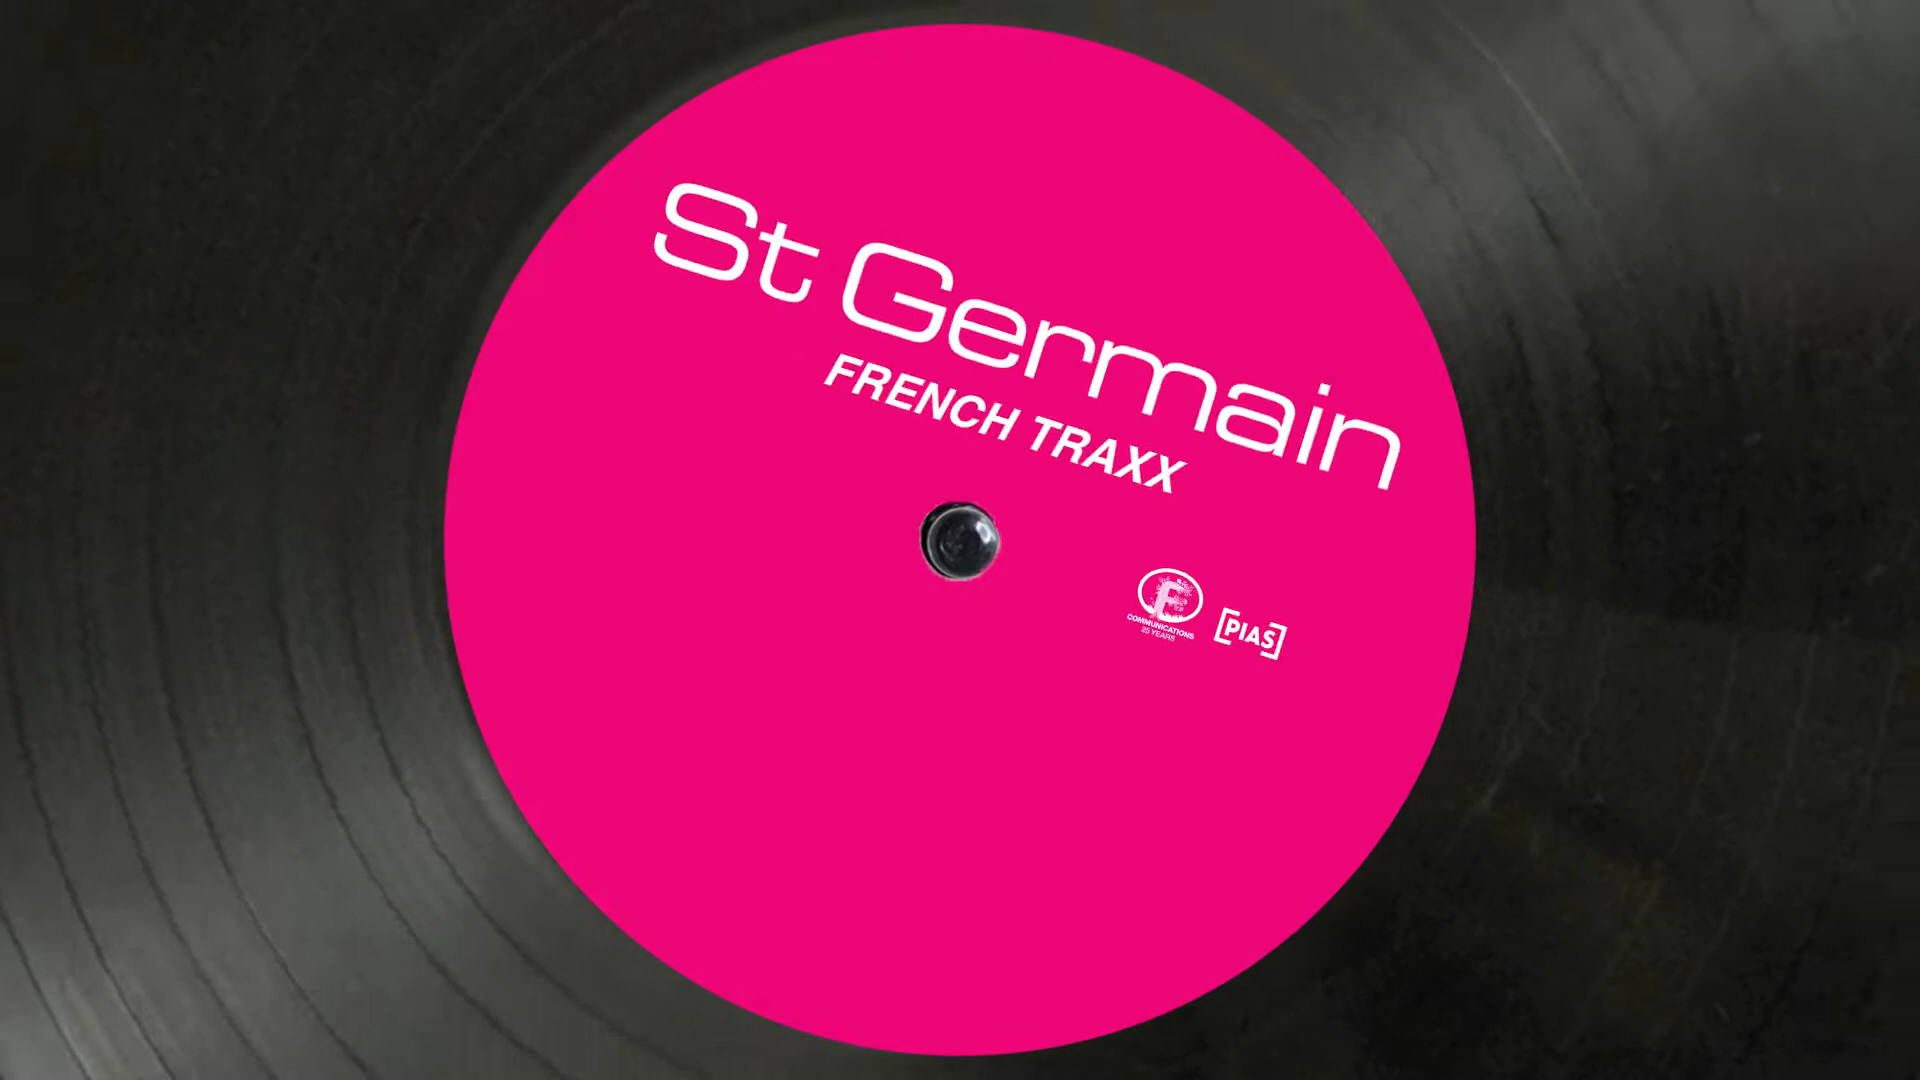 St Germain
FRENCH TRAXX
F
COMMUNICATIONS
25 YEARS
[PIAS]